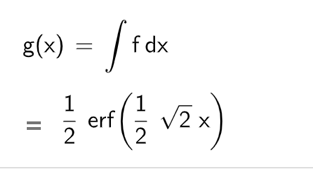 g(x) = ∫ f dx
= 1/2 erf(1/2 √2 x)